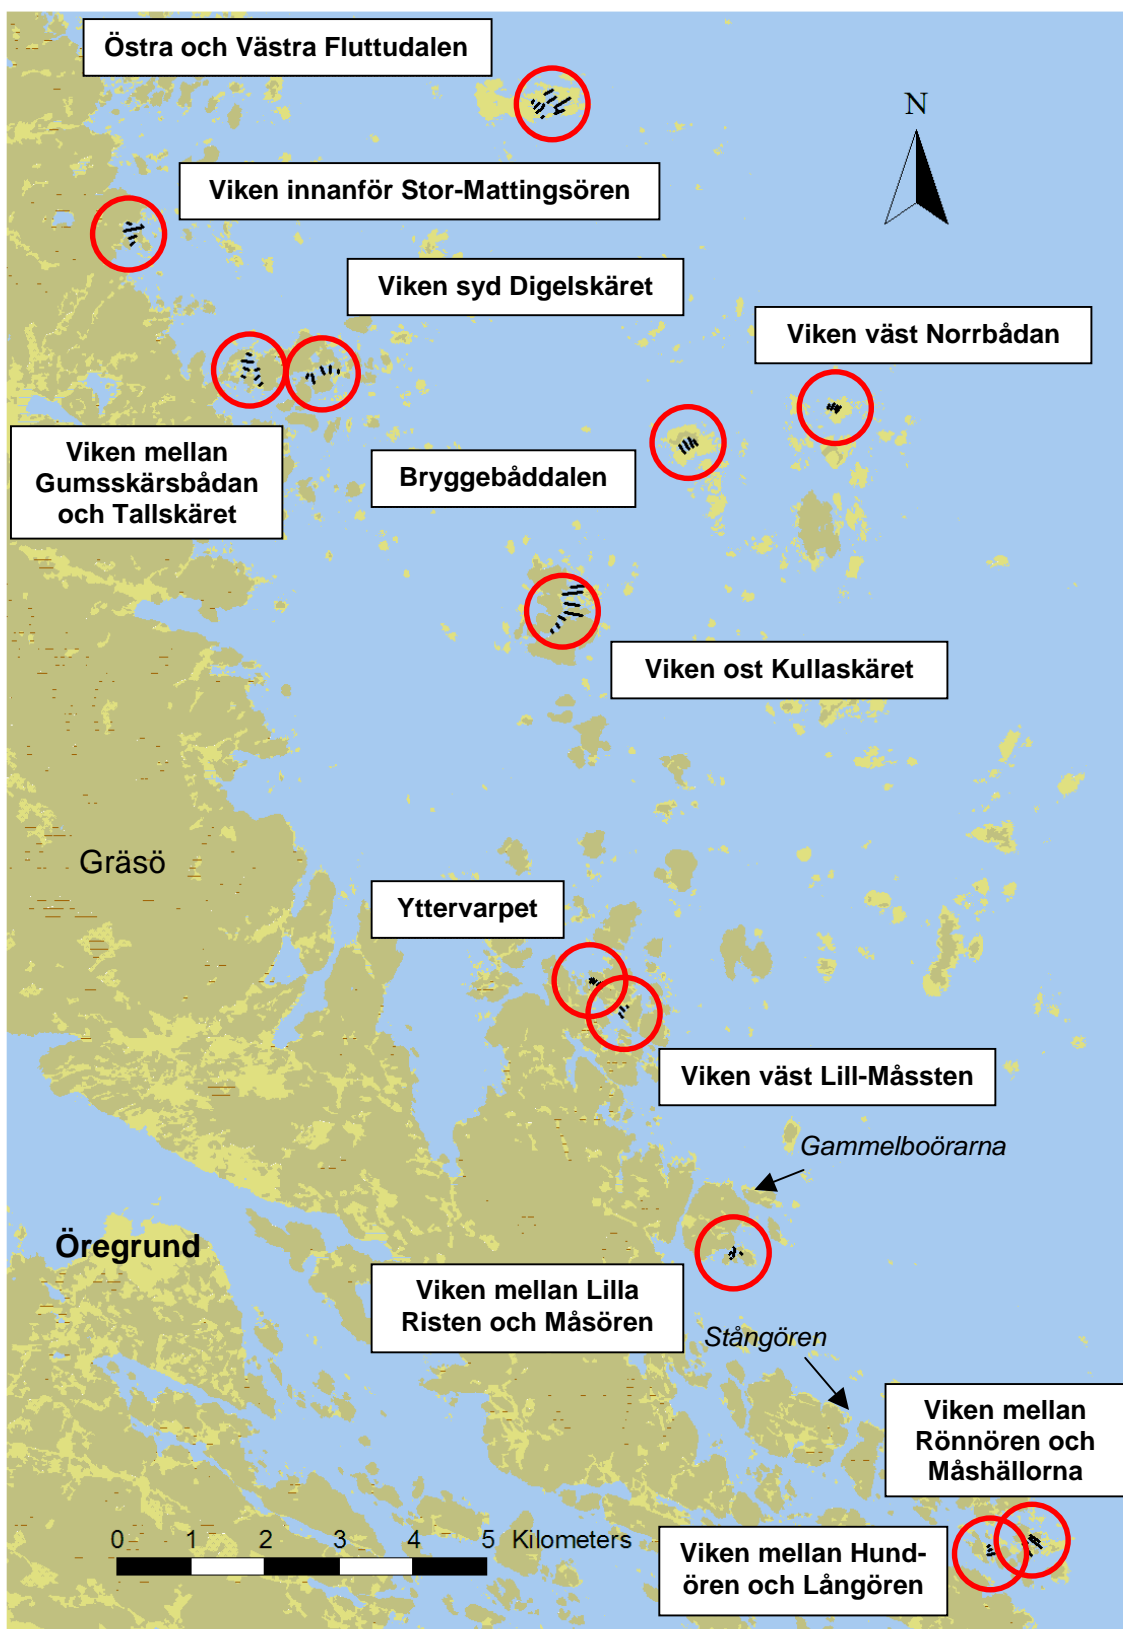 Östra och Västra Fluttudalen
N
Viken innanför Stor-Mattingsören
Viken syd Digelskäret
Viken väst Norrbådan
Viken mellan
Gumsskärsbådan
och Tallskäret
Bryggebåddalen
Viken ost Kullaskäret
Gräsö
Yttervarpet
Viken väst Lill-Måssten
Gammelboörarna
Öregrund
Viken mellan Lilla
Risten och Måsören
Stångören
Viken mellan
Rönnören och
Måshällorna
0 1 2 3 4 5 Kilometers
Viken mellan Hund-
ören och Långören